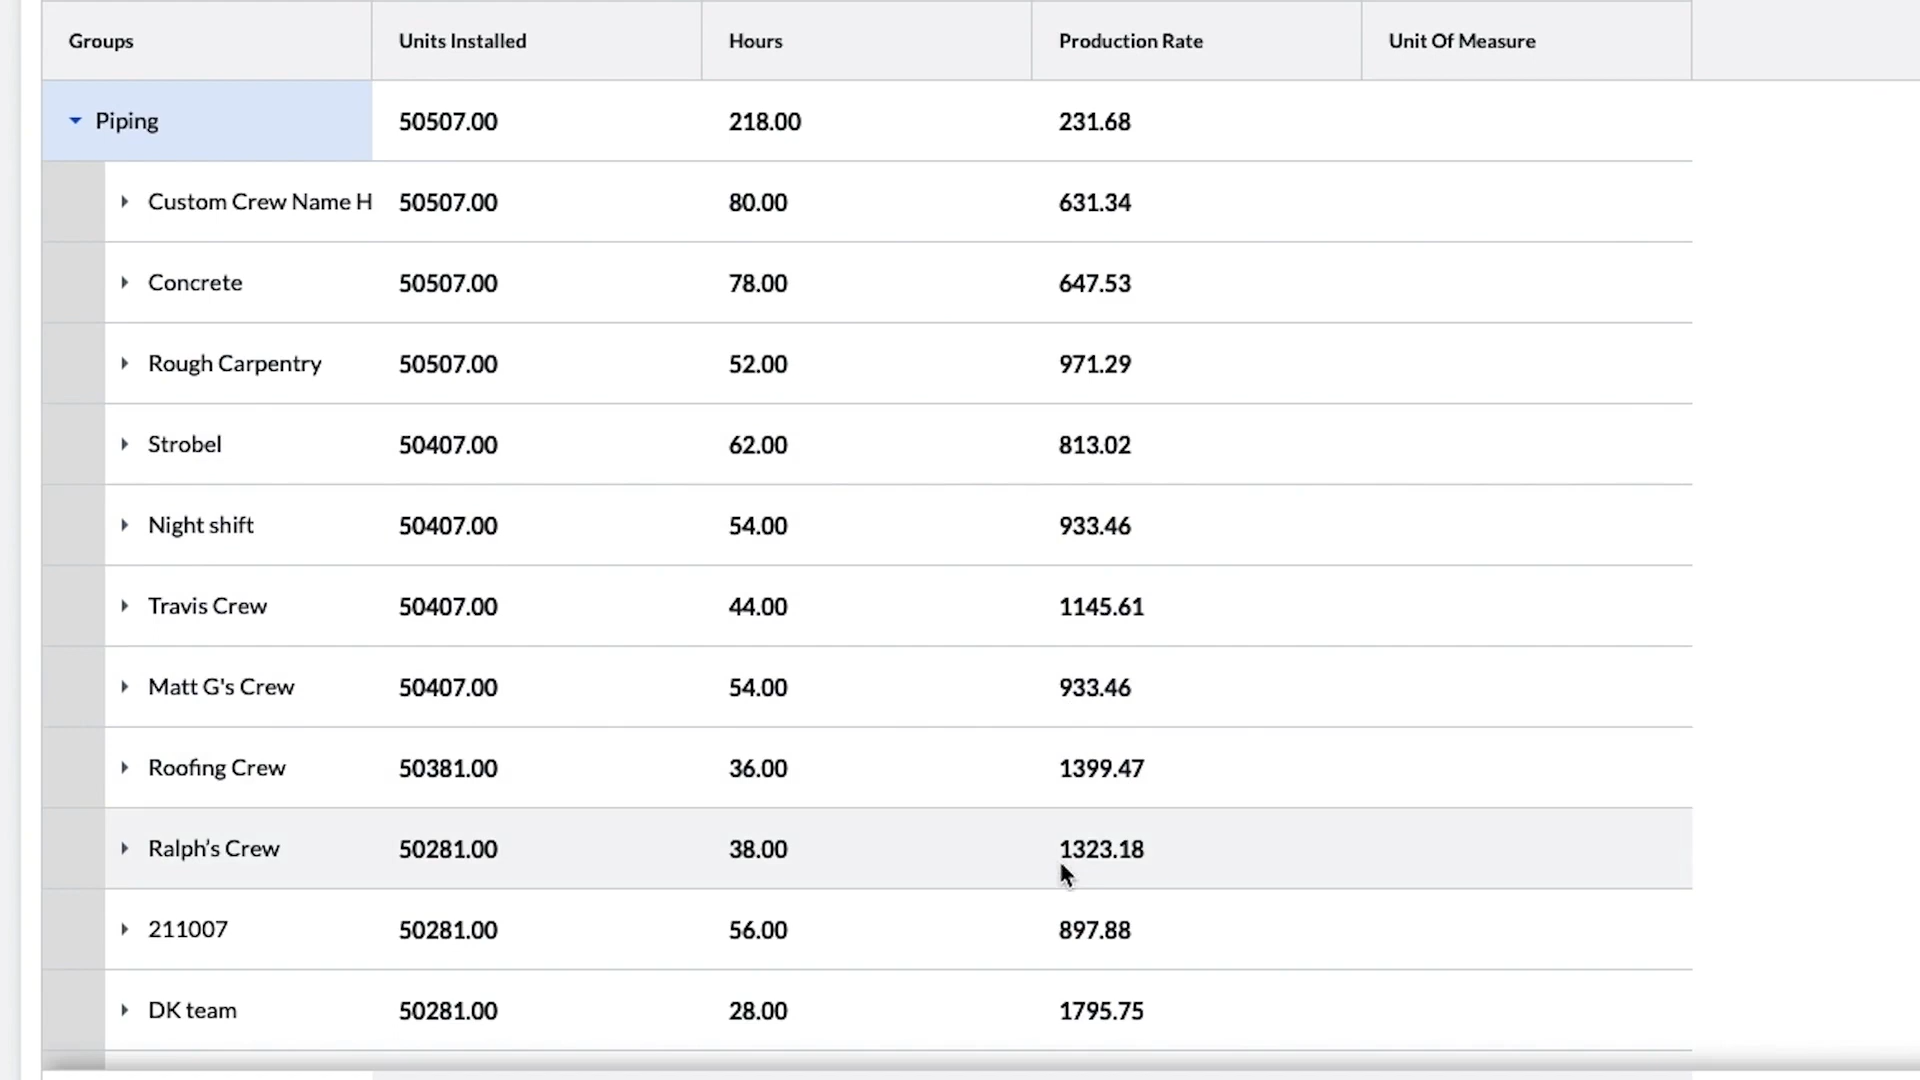 Groups Units Installed Hours Production Rate Unit Of Measure
Piping 50507.00 218.00 231.68
Custom Crew Name H 50507.00 80.00 631.34
Concrete 50507.00 78.00 647.53
Rough Carpentry 50507.00 52.00 971.29
Strobel 50407.00 62.00 813.02
Night shift 50407.00 54.00 933.46
Travis Crew 50407.00 44.00 1145.61
Matt G's Crew 50407.00 54.00 933.46
Roofing Crew 50381.00 36.00 1399.47
Ralph’s Crew 50281.00 38.00 1323.18
211007 50281.00 56.00 897.88
DK team 50281.00 28.00 1795.75